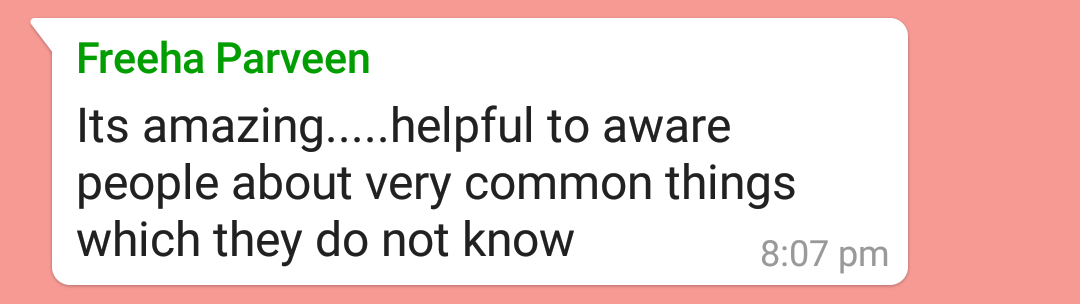 Freeha Parveen
Its amazing.....helpful to aware
people about very common things
which they do not know
8:07 pm